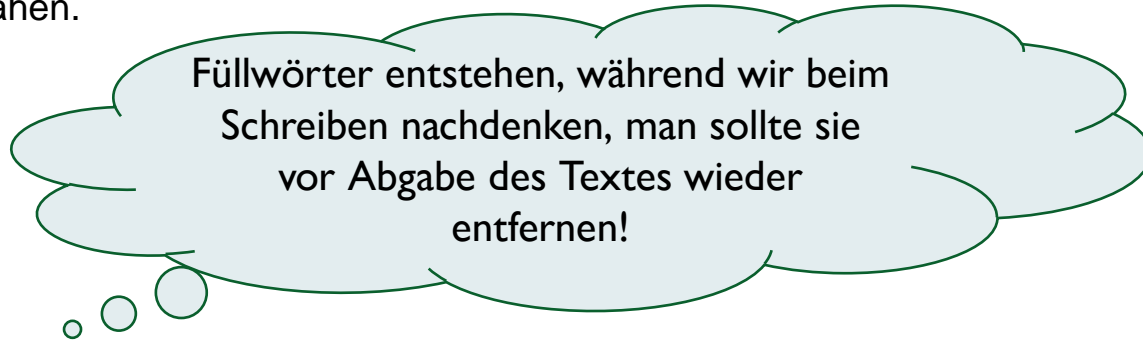 Füllwörter entstehen, während wir beim
Schreiben nachdenken, man sollte sie
vor Abgabe des Textes wieder
entfernen!